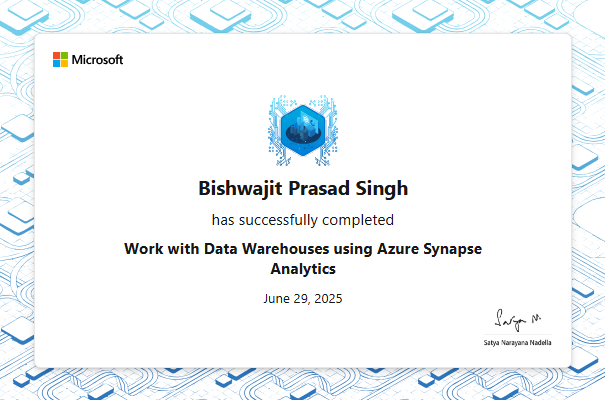 Microsoft
Bishwajit Prasad Singh
has successfully completed
Work with Data Warehouses using Azure Synapse
Analytics
June 29, 2025
Satya N.
Satya Narayana Nadella